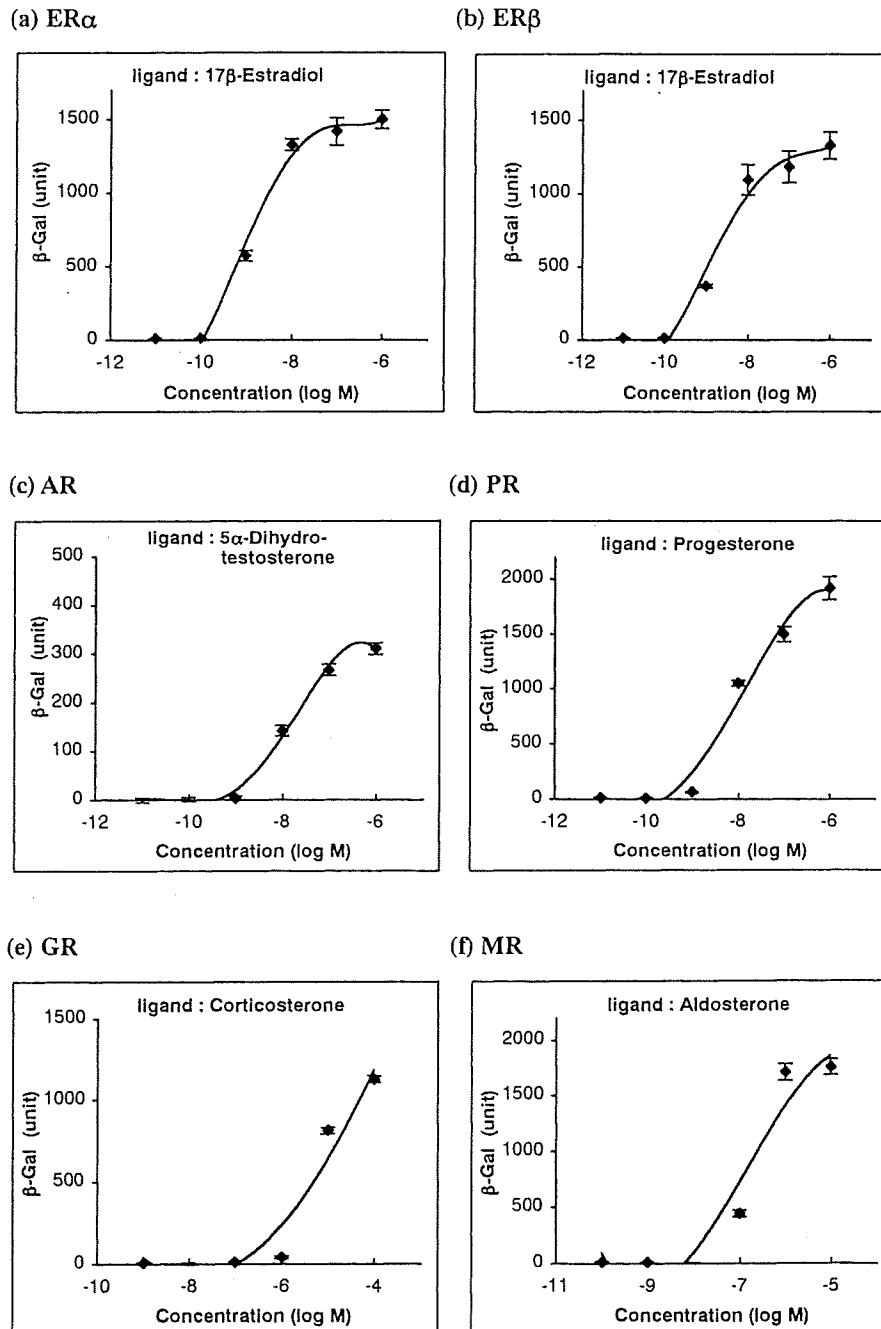 (a) ERα
ligand : 17β-Estradiol
1500
1000
500
0
β-Gal (unit)
-12
-10
-8
-6
Concentration (log M)
(b) ERβ
ligand : 17β-Estradiol
1500
1000
500
0
β-Gal (unit)
-12
-10
-8
-6
Concentration (log M)
(c) AR
ligand : 5α-Dihydro-
testosterone
500
400
300
200
100
0
β-Gal (unit)
-12
-10
-8
-6
Concentration (log M)
(d) PR
ligand : Progesterone
2000
1500
1000
500
0
β-Gal (unit)
-12
-10
-8
-6
Concentration (log M)
(e) GR
ligand : Corticosterone
1500
1000
500
0
β-Gal (unit)
-10
-8
-6
-4
Concentration (log M)
(f) MR
ligand : Aldosterone
2000
1500
1000
500
0
β-Gal (unit)
-11
-9
-7
-5
Concentration (log M)